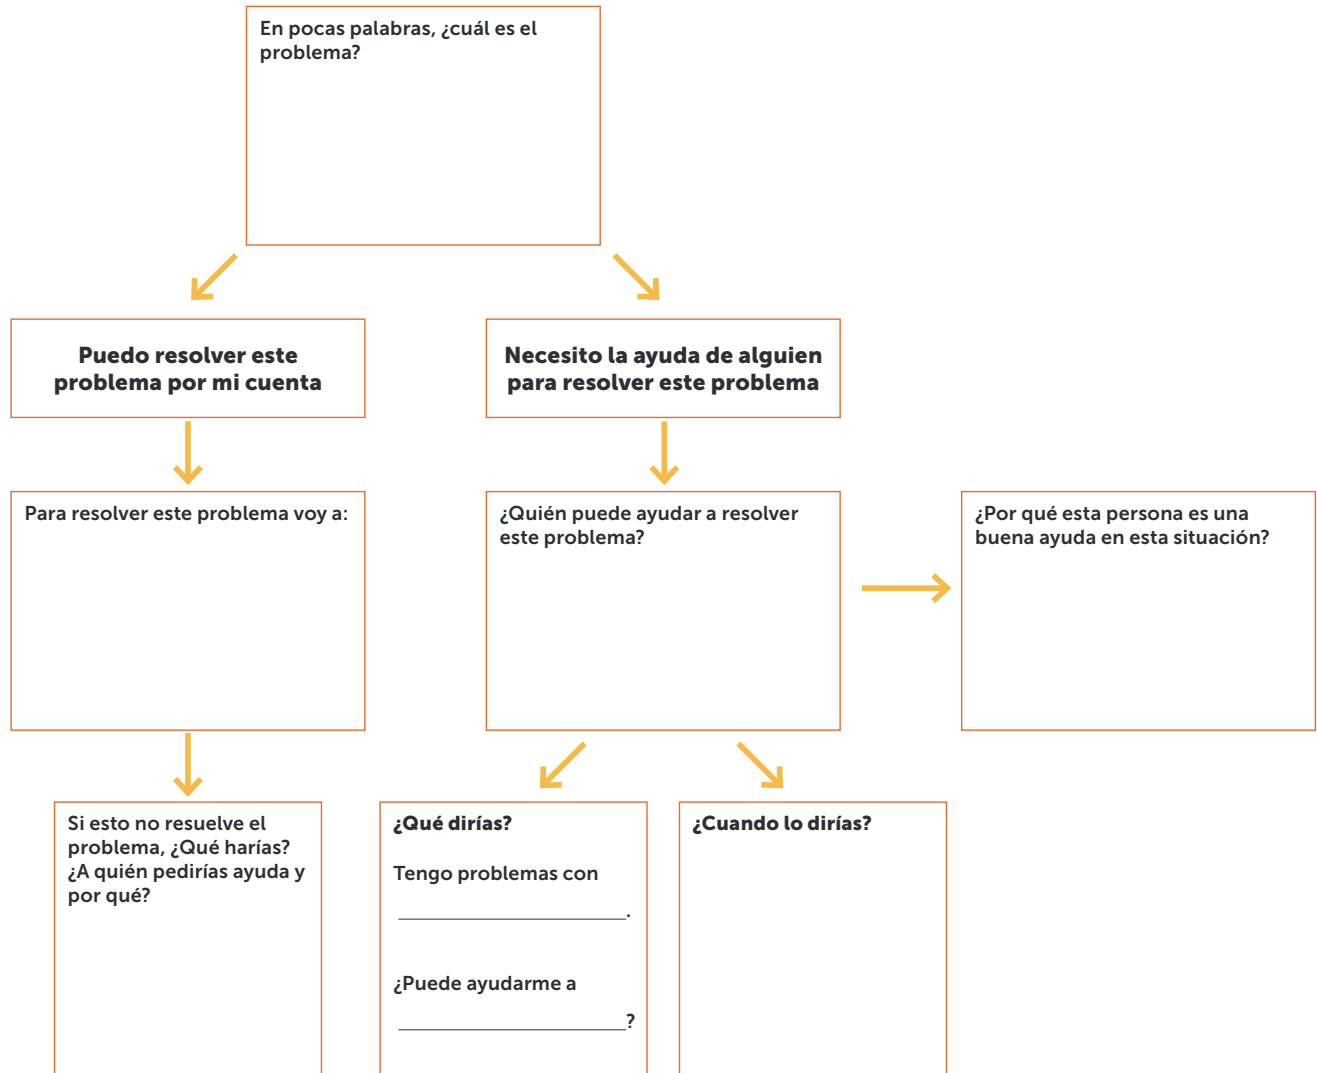 En pocas palabras, ¿cuál es el
problema?
Puedo resolver este
problema por mi cuenta
Necesito la ayuda de alguien
para resolver este problema
Para resolver este problema voy a:
¿Quién puede ayudar a resolver
este problema?
¿Por qué esta persona es una
buena ayuda en esta situación?
Si esto no resuelve el
problema, ¿Qué harías?
¿A quién pedirías ayuda y
por qué?
¿Qué dirías?
Tengo problemas con
______________________.
¿Puede ayudarme a
______________________?
¿Cuando lo dirías?